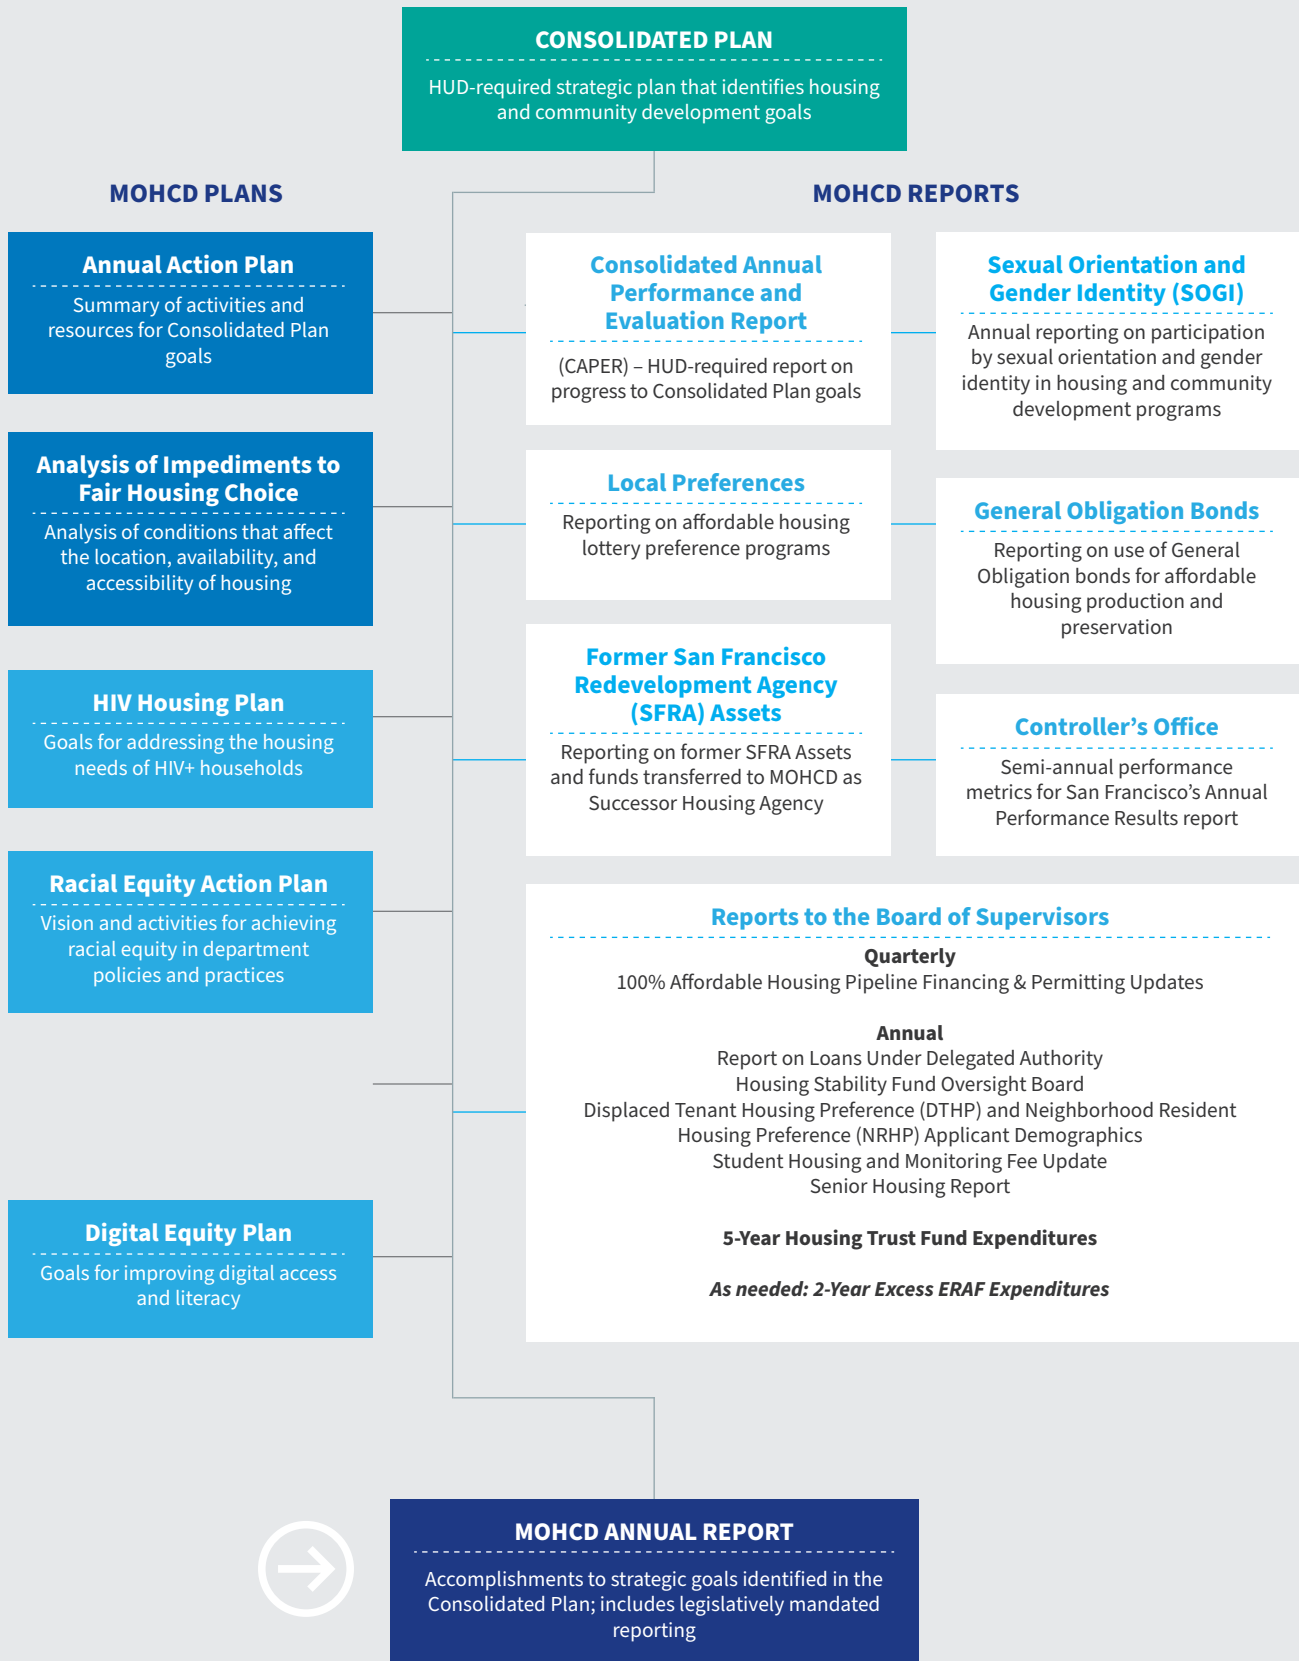 CONSOLIDATED PLAN
HUD-required strategic plan that identifies housing
and community development goals
MOHCD PLANS
Annual Action Plan
Summary of activities and
resources for Consolidated Plan
goals
Analysis of Impediments to
Fair Housing Choice
Analysis of conditions that affect
the location, availability, and
accessibility of housing
HIV Housing Plan
Goals for addressing the housing
needs of HIV+ households
Racial Equity Action Plan
Vision and activities for achieving
racial equity in department
policies and practices
Digital Equity Plan
Goals for improving digital access
and literacy
MOHCD REPORTS
Consolidated Annual
Performance and
Evaluation Report
(CAPER) – HUD-required report on
progress to Consolidated Plan goals
Sexual Orientation and
Gender Identity (SOGI)
Annual reporting on participation
by sexual orientation and gender
identity in housing and community
development programs
Local Preferences
Reporting on affordable housing
lottery preference programs
General Obligation Bonds
Reporting on use of General
Obligation bonds for affordable
housing production and
preservation
Former San Francisco
Redevelopment Agency
(SFRA) Assets
Reporting on former SFRA Assets
and funds transferred to MOHCD as
Successor Housing Agency
Controller’s Office
Semi-annual performance
metrics for San Francisco’s Annual
Performance Results report
Reports to the Board of Supervisors
Quarterly
100% Affordable Housing Pipeline Financing & Permitting Updates
Annual
Report on Loans Under Delegated Authority
Housing Stability Fund Oversight Board
Displaced Tenant Housing Preference (DTHP) and Neighborhood Resident
Housing Preference (NRHP) Applicant Demographics
Student Housing and Monitoring Fee Update
Senior Housing Report
5-Year Housing Trust Fund Expenditures
As needed: 2-Year Excess ERAF Expenditures
MOHCD ANNUAL REPORT
Accomplishments to strategic goals identified in the
Consolidated Plan; includes legislatively mandated
reporting